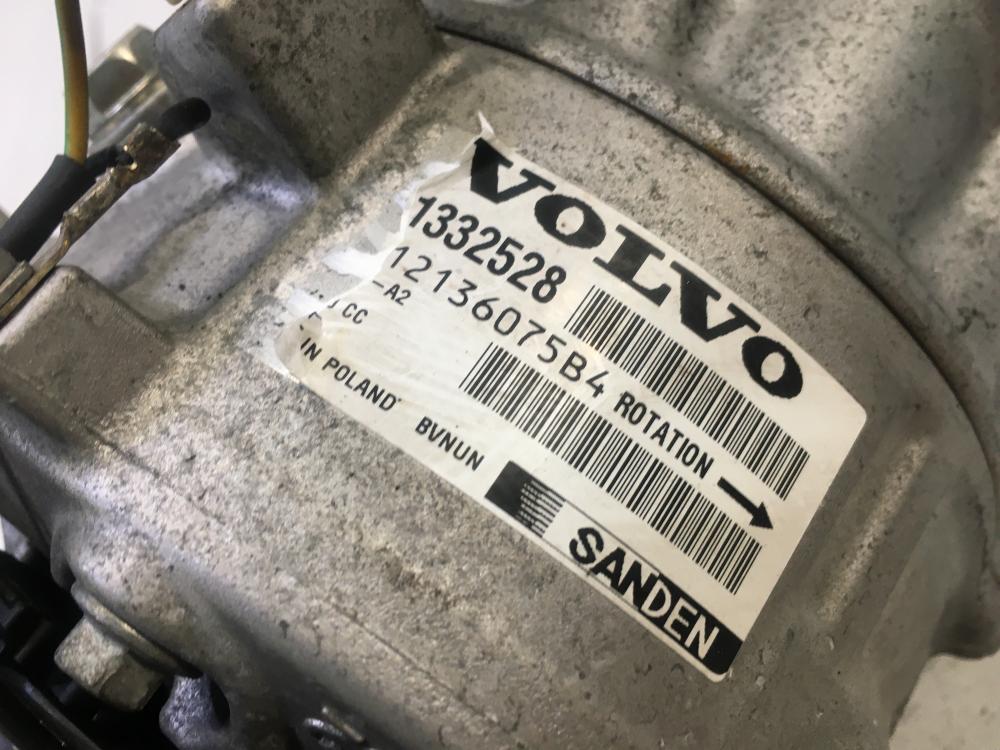 VOLVO
1332528
12136075B4
-A2
CC
ROTATION
IN POLAND
BVNUN
SANDEN